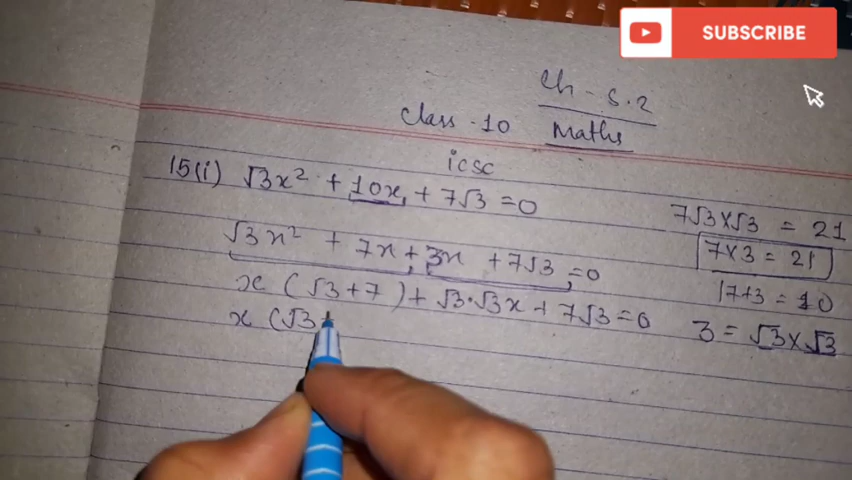 SUBSCRIBE
Ch - 5.2
Class - 10 Maths
icsc
15(i) √3x² + 10x + 7√3 = 0
√3x² + 7x + 3x + 7√3 = 0
x (√3 + 7) + √3·√3x + 7√3 = 0
x (√3 +
7√3 × √3 = 21
7 × 3 = 21
17+3 = 10
3 = √3 × √3